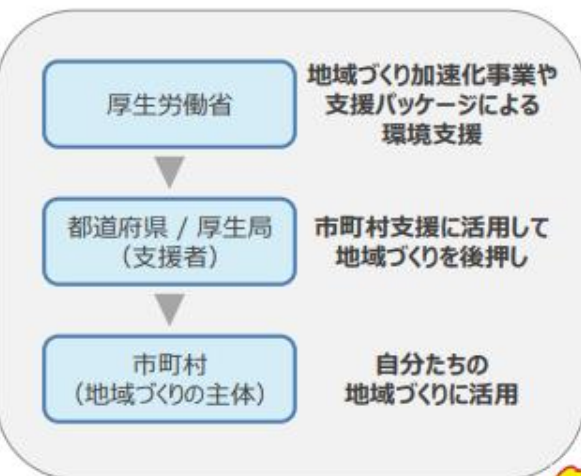 厚生労働省
地域づくり加速化事業や
支援パッケージによる
環境支援
都道府県 / 厚生局
（支援者）
市町村支援に活用して
地域づくりを後押し
市町村
（地域づくりの主体）
自分たちの
地域づくりに活用